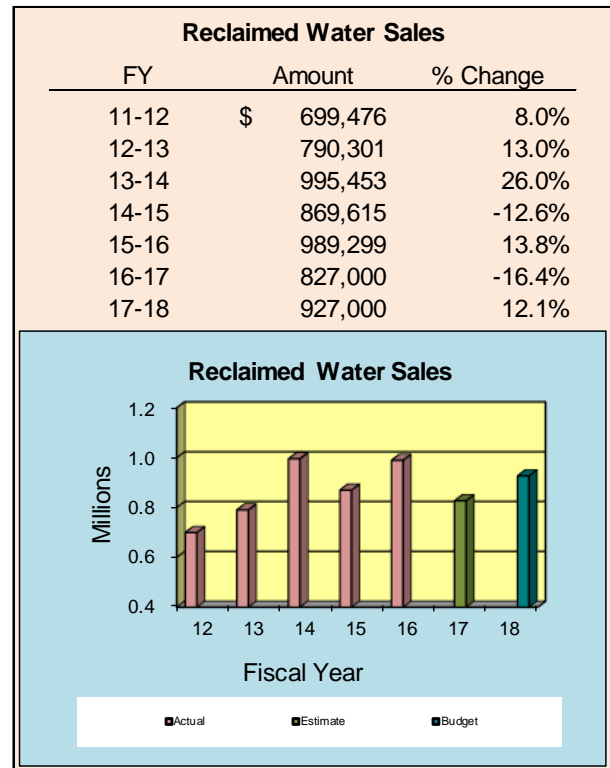 Reclaimed Water Sales
FY Amount % Change
11-12 $ 699,476 8.0%
12-13 790,301 13.0%
13-14 995,453 26.0%
14-15 869,615 -12.6%
15-16 989,299 13.8%
16-17 827,000 -16.4%
17-18 927,000 12.1%
Reclaimed Water Sales
Millions
1.2
1.0
0.8
0.6
0.4
12 13 14 15 16 17 18
Fiscal Year
Actual Estimate Budget